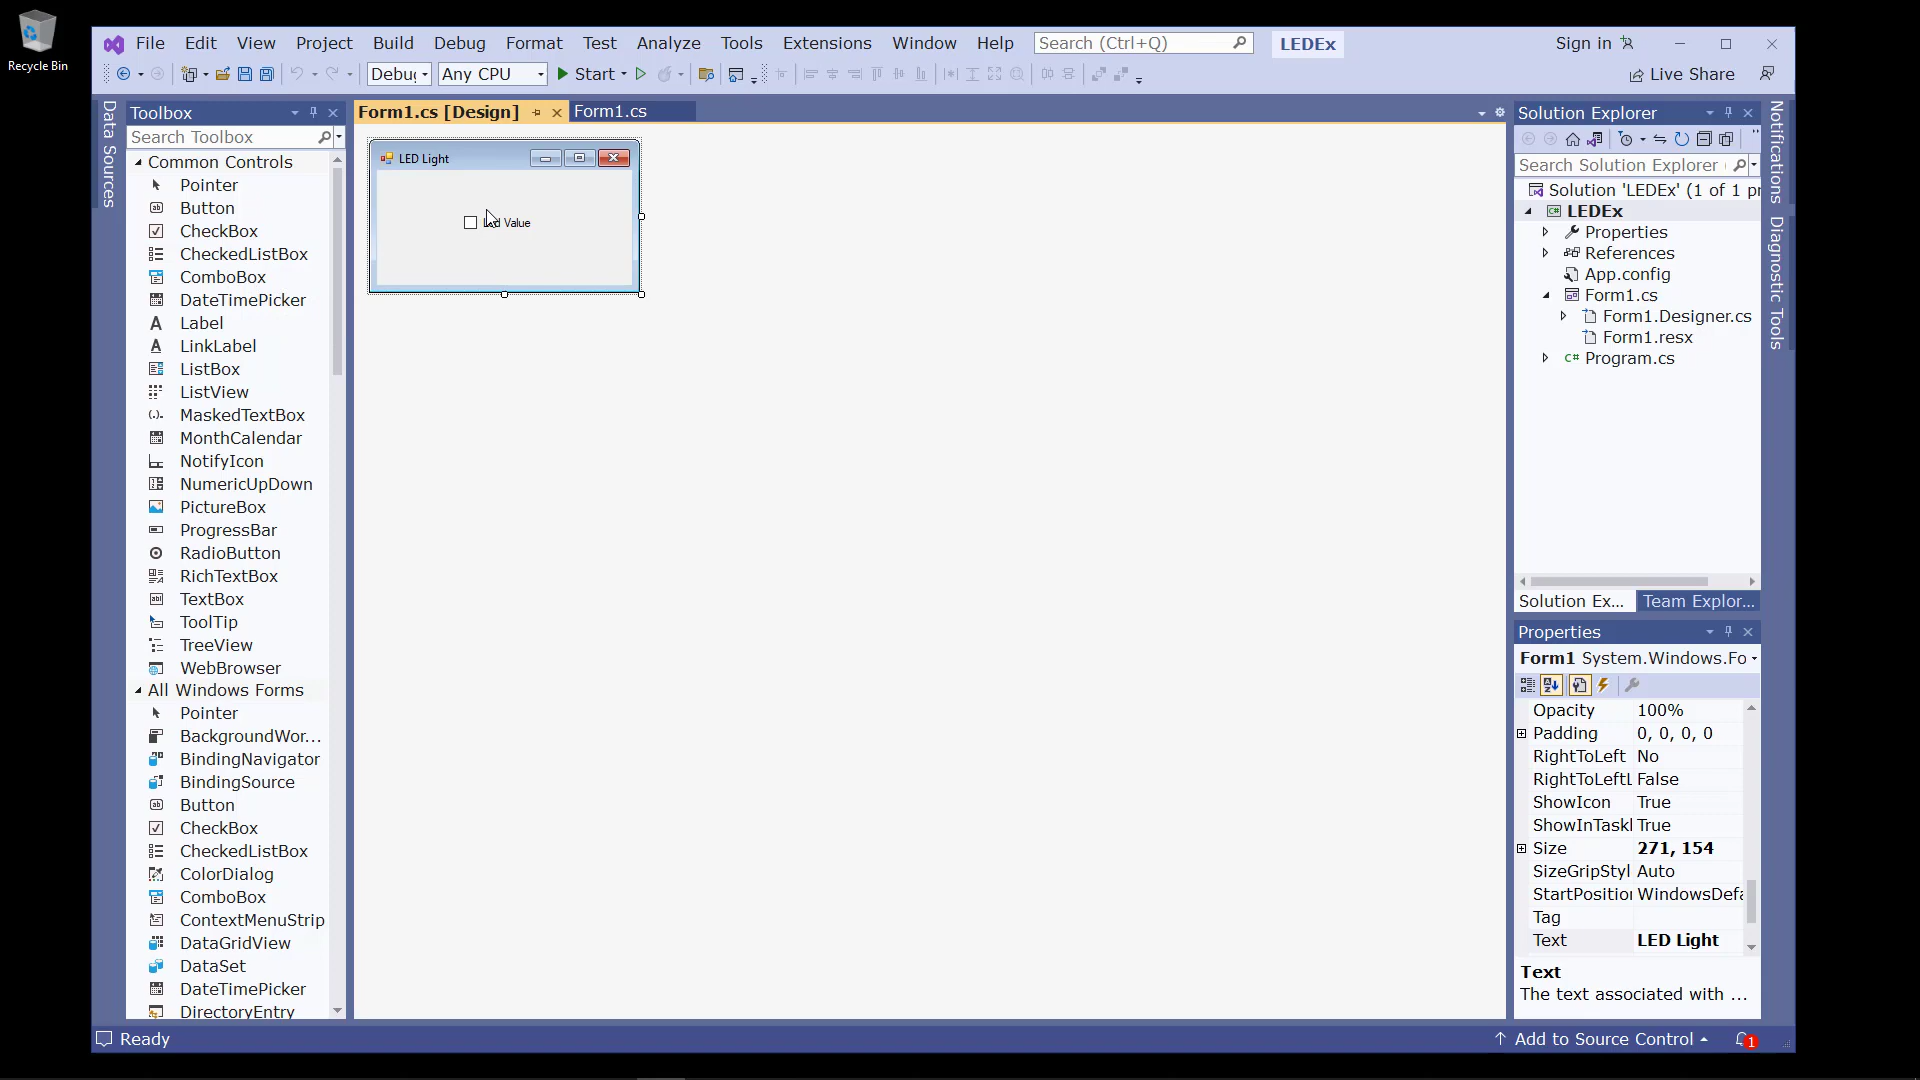 Recycle Bin
File Edit View Project Build Debug Format Test Analyze Tools Extensions Window Help Search (Ctrl+Q) LEDEx Sign in
Debug Any CPU Start Live Share
Data Sources
Toolbox
Search Toolbox
Common Controls
Pointer
Button
CheckBox
CheckedListBox
ComboBox
DateTimePicker
Label
LinkLabel
ListBox
ListView
MaskedTextBox
MonthCalendar
NotifyIcon
NumericUpDown
PictureBox
ProgressBar
RadioButton
RichTextBox
TextBox
ToolTip
TreeView
WebBrowser
All Windows Forms
Pointer
BackgroundWor...
BindingNavigator
BindingSource
Button
CheckBox
CheckedListBox
ColorDialog
ComboBox
ContextMenuStrip
DataGridView
DataSet
DateTimePicker
DirectoryEntry
Form1.cs [Design] Form1.cs
LED Light
Value
Solution Explorer
Search Solution Explorer (
Solution 'LEDEx' (1 of 1 pr
LEDEx
Properties
References
App.config
Form1.cs
Form1.Designer.cs
Form1.resx
Program.cs
Solution Ex... Team Explor...
Properties
Form1 System.Windows.Fo
Opacity 100%
Padding 0, 0, 0, 0
RightToLeft No
RightToLeftL False
ShowIcon True
ShowInTaskl True
Size 271, 154
SizeGripStyl Auto
StartPosition WindowsDefa
Tag
Text LED Light
Text
The text associated with ...
Notifications
Diagnostic Tools
Ready
Add to Source Control
1